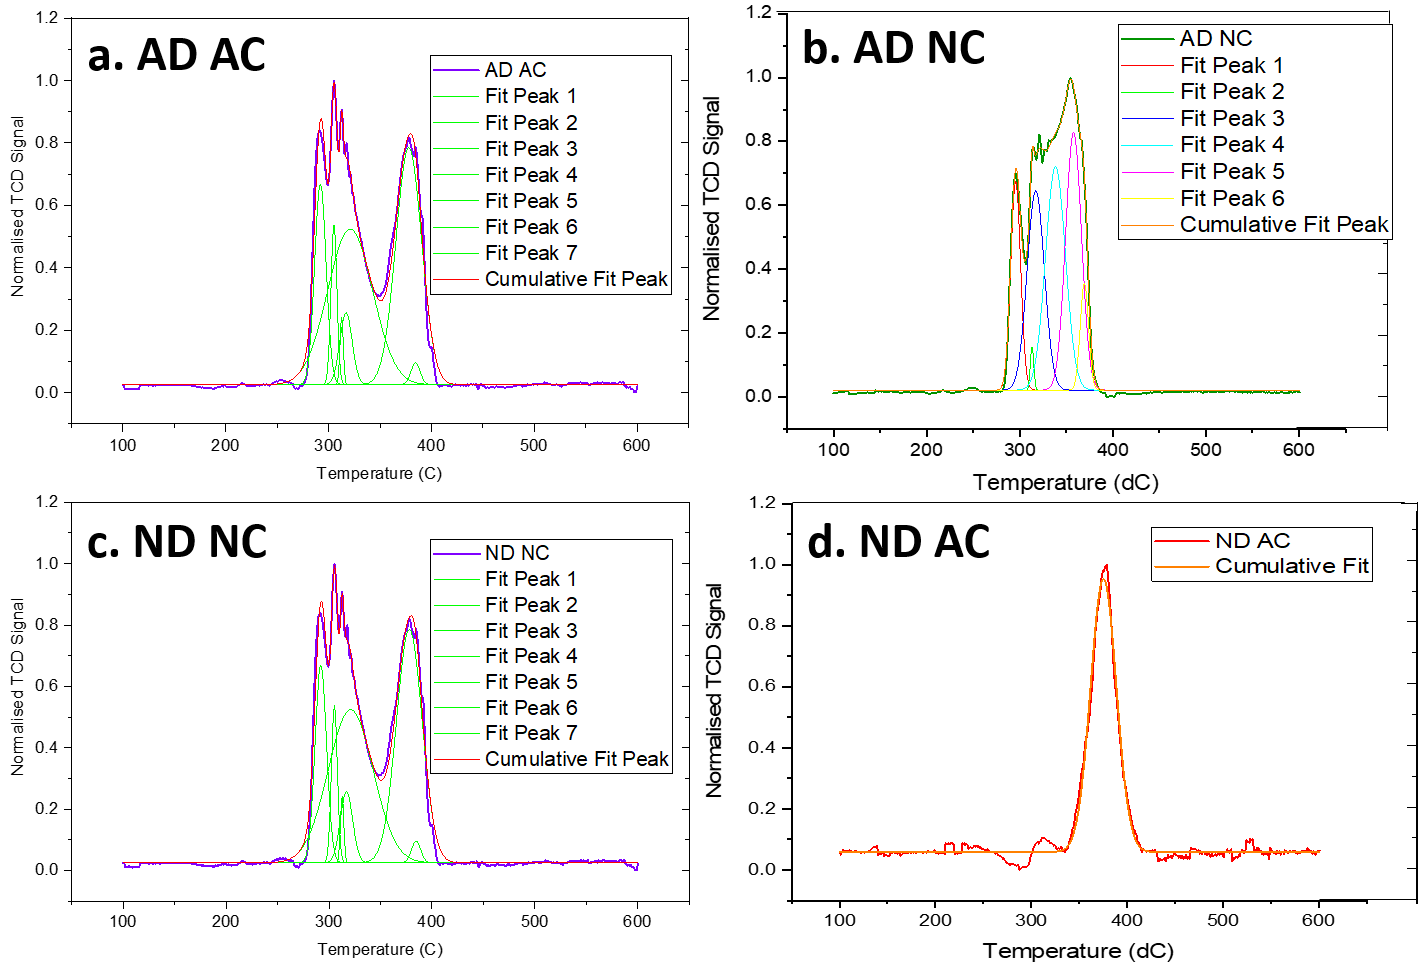 a. AD AC
Normalised TCD Signal
1.2
1.0
0.8
0.6
0.4
0.2
0.0
100
200
300
400
500
600
Temperature (C)
AD AC
Fit Peak 1
Fit Peak 2
Fit Peak 3
Fit Peak 4
Fit Peak 5
Fit Peak 6
Fit Peak 7
Cumulative Fit Peak
b. AD NC
Normalised TCD Signal
1.2
1.0
0.8
0.6
0.4
0.2
0.0
100
200
300
400
500
600
Temperature (dC)
AD NC
Fit Peak 1
Fit Peak 2
Fit Peak 3
Fit Peak 4
Fit Peak 5
Fit Peak 6
Cumulative Fit Peak
c. ND NC
Normalised TCD Signal
1.2
1.0
0.8
0.6
0.4
0.2
0.0
100
200
300
400
500
600
Temperature (C)
ND NC
Fit Peak 1
Fit Peak 2
Fit Peak 3
Fit Peak 4
Fit Peak 5
Fit Peak 6
Fit Peak 7
Cumulative Fit Peak
d. ND AC
Normalised TCD Signal
1.2
1.0
0.8
0.6
0.4
0.2
0.0
100
200
300
400
500
600
Temperature (dC)
ND AC
Cumulative Fit